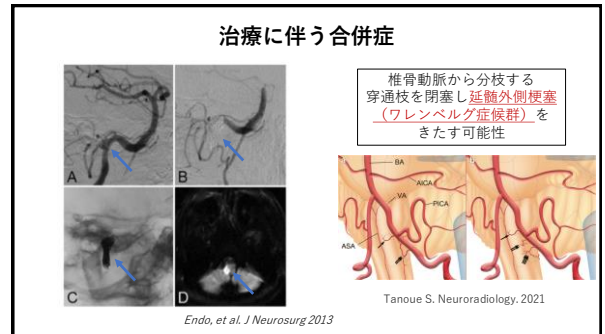 治療に伴う合併症
椎骨動脈から分枝する
穿通枝を閉塞し延髄外側梗塞
（ワレンベルグ症候群）を
きたす可能性
A
B
C
D
BA
AICA
VA
PICA
ASA
Tanoue S. Neuroradiology. 2021
Endo, et al. J Neurosurg 2013